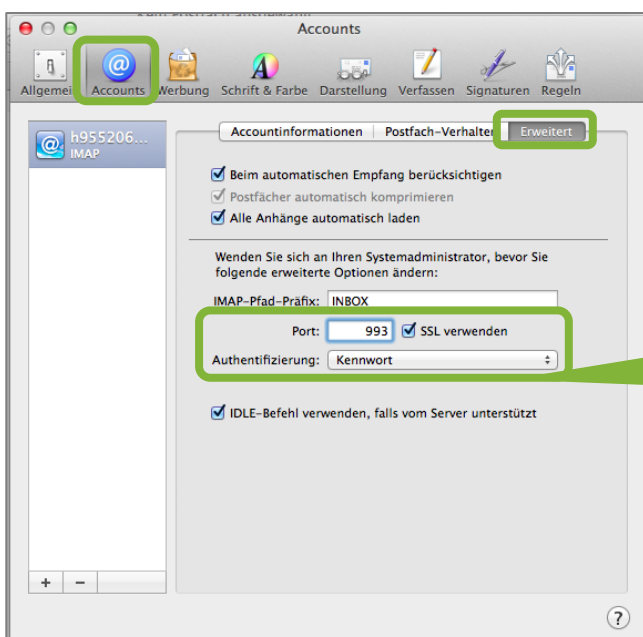 Accounts
Allgemei Accounts Werbung Schrift & Farbe Darstellung Verfassen Signaturen Regeln
h955206...
IMAP
Accountinformationen Postfach-Verhalten Erweitert
Beim automatischen Empfang berücksichtigen
Postfächer automatisch komprimieren
Alle Anhänge automatisch laden
Wenden Sie sich an Ihren Systemadministrator, bevor Sie
folgende erweiterte Optionen ändern:
IMAP-Pfad-Präfix: INBOX
Port: 993 SSL verwenden
Authentifizierung: Kennwort
IDLE-Befehl verwenden, falls vom Server unterstützt
+ −
?